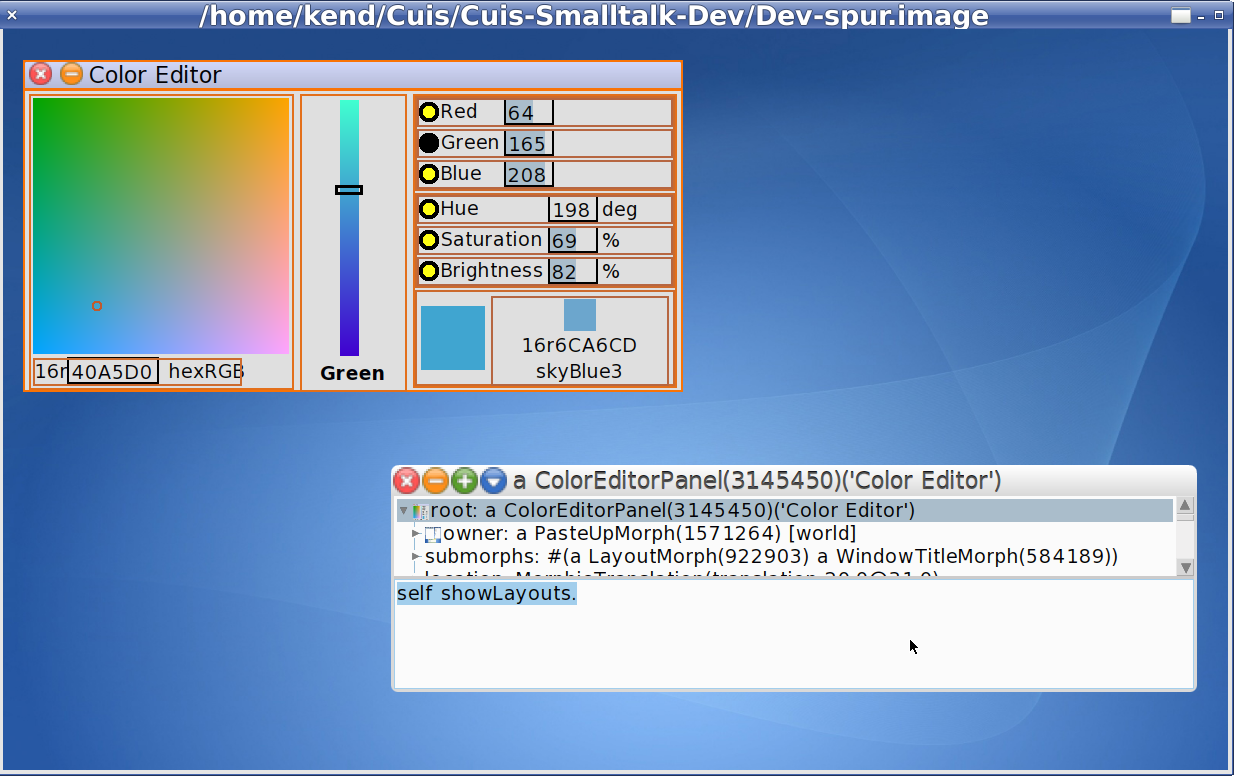 /home/kend/Cuis/Cuis-Smalltalk-Dev/Dev-spur.image
Color Editor
Red 64
Green 165
Blue 208
Hue 198 deg
Saturation 69 %
Brightness 82 %
16r 40A5D0 hexRGB
Green
16r6CA6CD
skyBlue3
a ColorEditorPanel(3145450)('Color Editor')
root: a ColorEditorPanel(3145450)('Color Editor')
owner: a PasteUpMorph(1571264) [world]
submorphs: #(a LayoutMorph(922903) a WindowTitleMorph(584189))
self showLayouts.